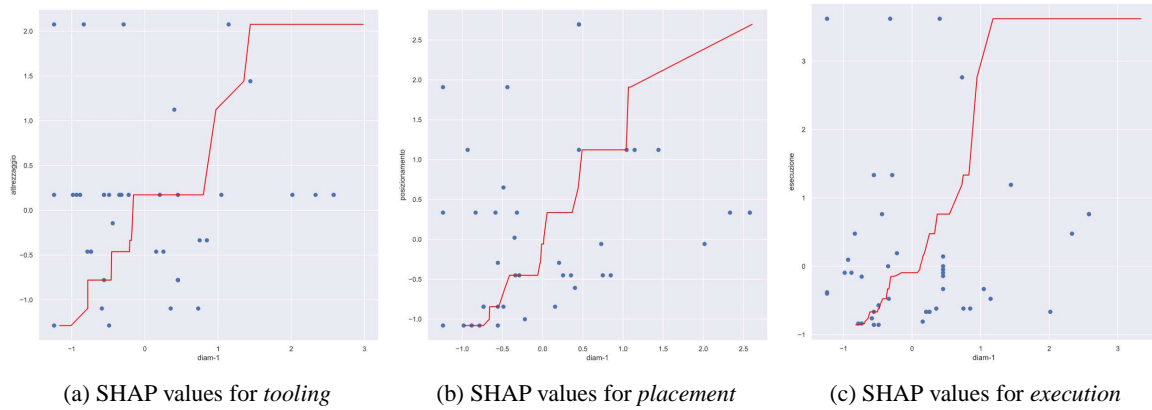 2.0
1.5
1.0
0.5
0.0
−0.5
−1.0
attrezzaggio
−1 0 1 2 3
diam-1
2.5
2.0
1.5
1.0
0.5
0.0
−0.5
−1.0
posizionamento
−1.0 −0.5 0.0 0.5 1.0 1.5 2.0 2.5
diam-1
3
2
1
0
−1
esecuzione
−1 0 1 2 3
diam-1
(a) SHAP values for tooling
(b) SHAP values for placement
(c) SHAP values for execution